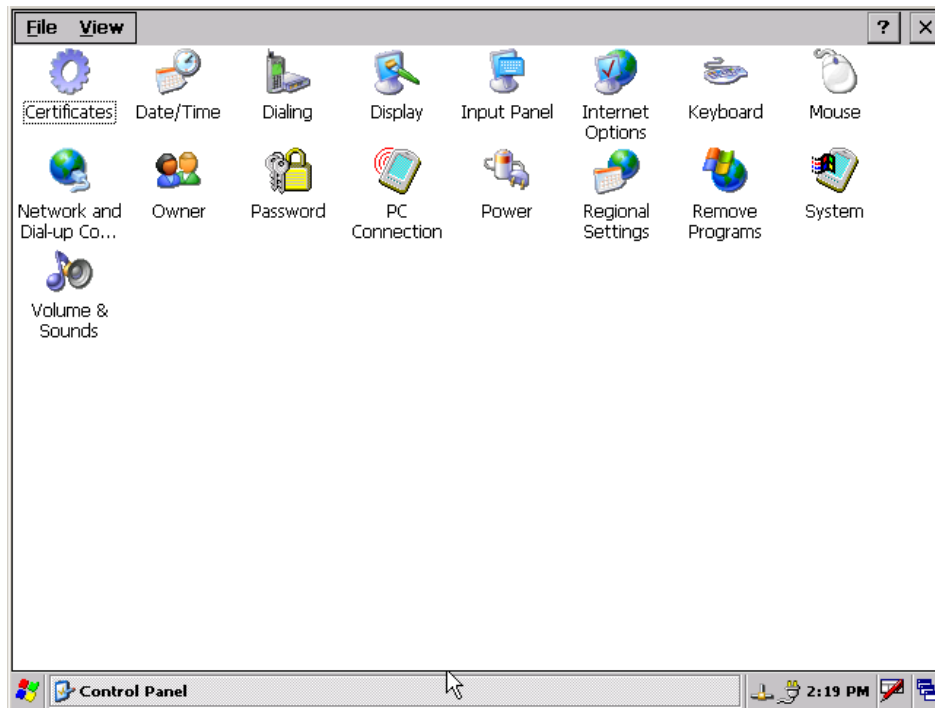 File View ? ×
Certificates Date/Time Dialing Display Input Panel Internet Options Keyboard Mouse
Network and Dial-up Co... Owner Password PC Connection Power Regional Settings Remove Programs System
Volume & Sounds
Control Panel 2:19 PM